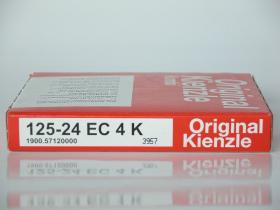 Original
Kienzle
125-24 EC 4 K
1900.57120000
3957
Original
Kienzle